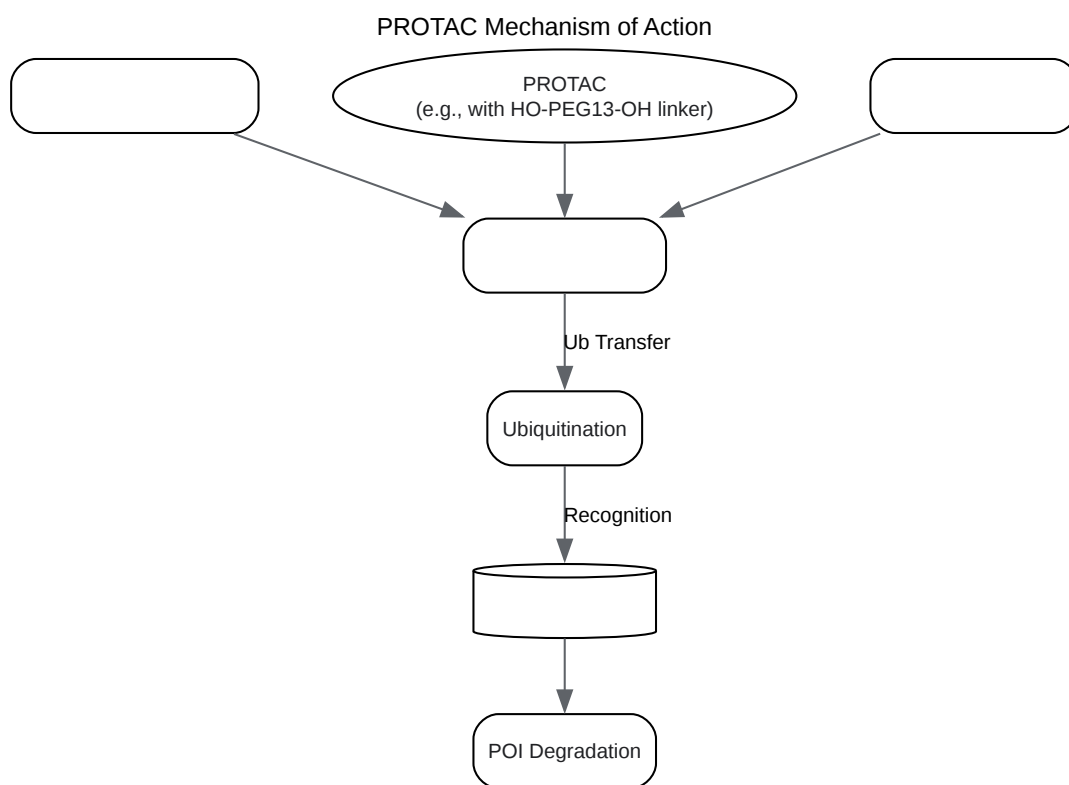 PROTAC Mechanism of Action
PROTAC
(e.g., with HO-PEG13-OH linker)
Ub Transfer
Ubiquitination
Recognition
POI Degradation